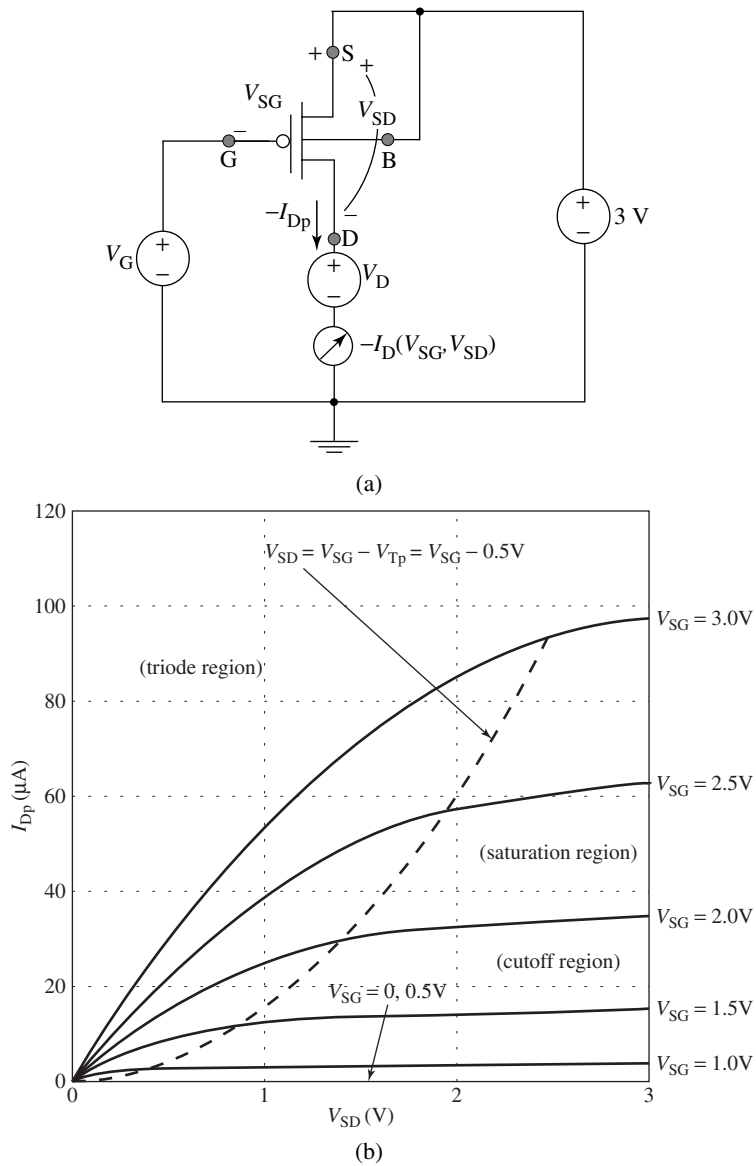 + S
+
V_SG
V_SD
−
G
B
−I_Dp
−
D
+
V_G
−
+
V_D
−
+
3 V
−
−I_D(V_SG, V_SD)
(a)
120
100
80
60
40
20
0
I_Dp (μA)
V_SD = V_SG − V_Tp = V_SG − 0.5V
(triode region)
V_SG = 3.0V
V_SG = 2.5V
(saturation region)
V_SG = 2.0V
(cutoff region)
V_SG = 0, 0.5V
V_SG = 1.5V
V_SG = 1.0V
0
1
2
3
V_SD (V)
(b)